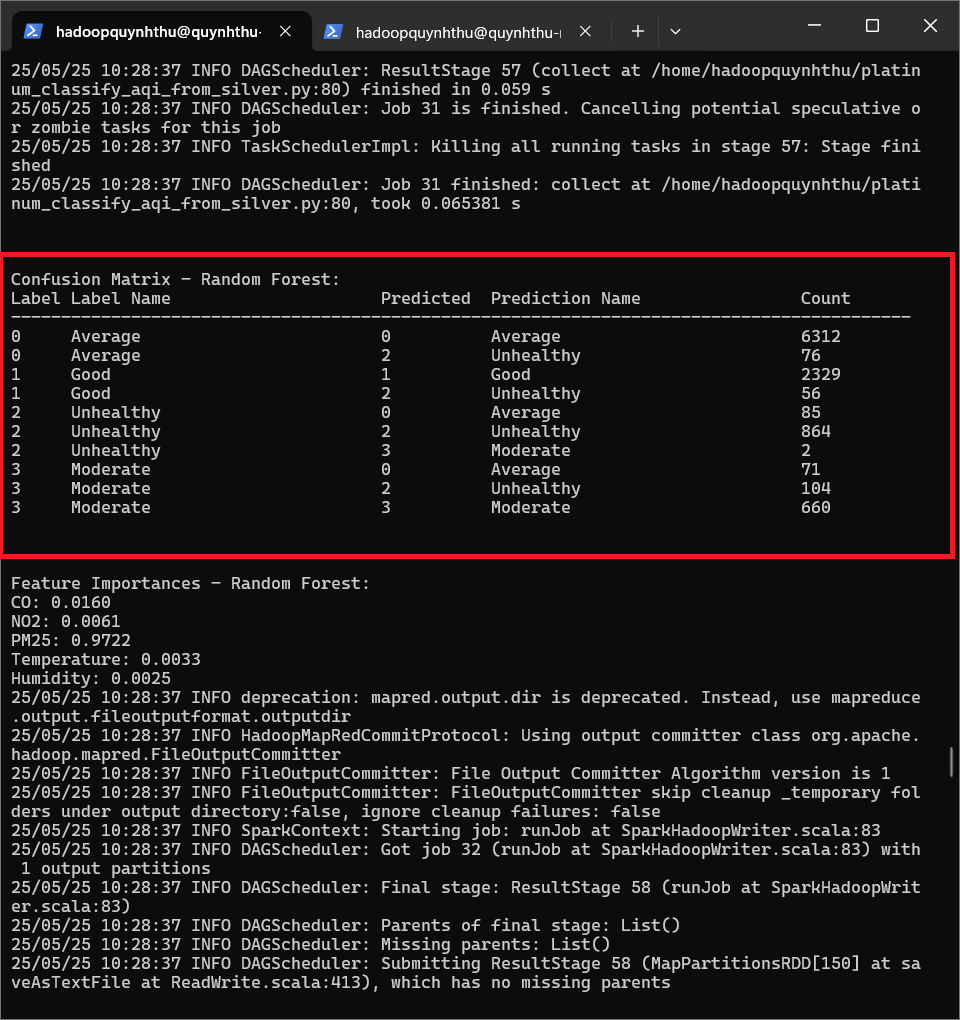 hadoopquynhthu@quynhthu-
hadoopquynhthu@quynhthu-
25/05/25 10:28:37 INFO DAGScheduler: ResultStage 57 (collect at /home/hadoopquynhthu/platin
um_classify_aqi_from_silver.py:80) finished in 0.059 s
25/05/25 10:28:37 INFO DAGScheduler: Job 31 is finished. Cancelling potential speculative o
r zombie tasks for this job
25/05/25 10:28:37 INFO TaskSchedulerImpl: Killing all running tasks in stage 57: Stage fini
shed
25/05/25 10:28:37 INFO DAGScheduler: Job 31 finished: collect at /home/hadoopquynhthu/plati
num_classify_aqi_from_silver.py:80, took 0.065381 s
Confusion Matrix - Random Forest:
Label Label Name Predicted Prediction Name Count
------------------------------------------------------------------------------------------
0 Average 0 Average 6312
0 Average 2 Unhealthy 76
1 Good 1 Good 2329
1 Good 2 Unhealthy 56
2 Unhealthy 0 Average 85
2 Unhealthy 2 Unhealthy 864
2 Unhealthy 3 Moderate 2
3 Moderate 0 Average 71
3 Moderate 2 Unhealthy 104
3 Moderate 3 Moderate 660
Feature Importances - Random Forest:
CO: 0.0160
NO2: 0.0061
PM25: 0.9722
Temperature: 0.0033
Humidity: 0.0025
25/05/25 10:28:37 INFO deprecation: mapred.output.dir is deprecated. Instead, use mapreduce
.output.fileoutputformat.outputdir
25/05/25 10:28:37 INFO HadoopMapRedCommitProtocol: Using output committer class org.apache.
hadoop.mapred.FileOutputCommitter
25/05/25 10:28:37 INFO FileOutputCommitter: File Output Committer Algorithm version is 1
25/05/25 10:28:37 INFO FileOutputCommitter: FileOutputCommitter skip cleanup _temporary fol
ders under output directory:false, ignore cleanup failures: false
25/05/25 10:28:37 INFO SparkContext: Starting job: runJob at SparkHadoopWriter.scala:83
25/05/25 10:28:37 INFO DAGScheduler: Got job 32 (runJob at SparkHadoopWriter.scala:83) with
1 output partitions
25/05/25 10:28:37 INFO DAGScheduler: Final stage: ResultStage 58 (runJob at SparkHadoopWrit
er.scala:83)
25/05/25 10:28:37 INFO DAGScheduler: Parents of final stage: List()
25/05/25 10:28:37 INFO DAGScheduler: Missing parents: List()
25/05/25 10:28:37 INFO DAGScheduler: Submitting ResultStage 58 (MapPartitionsRDD[150] at sa
veAsTextFile at ReadWrite.scala:413), which has no missing parents